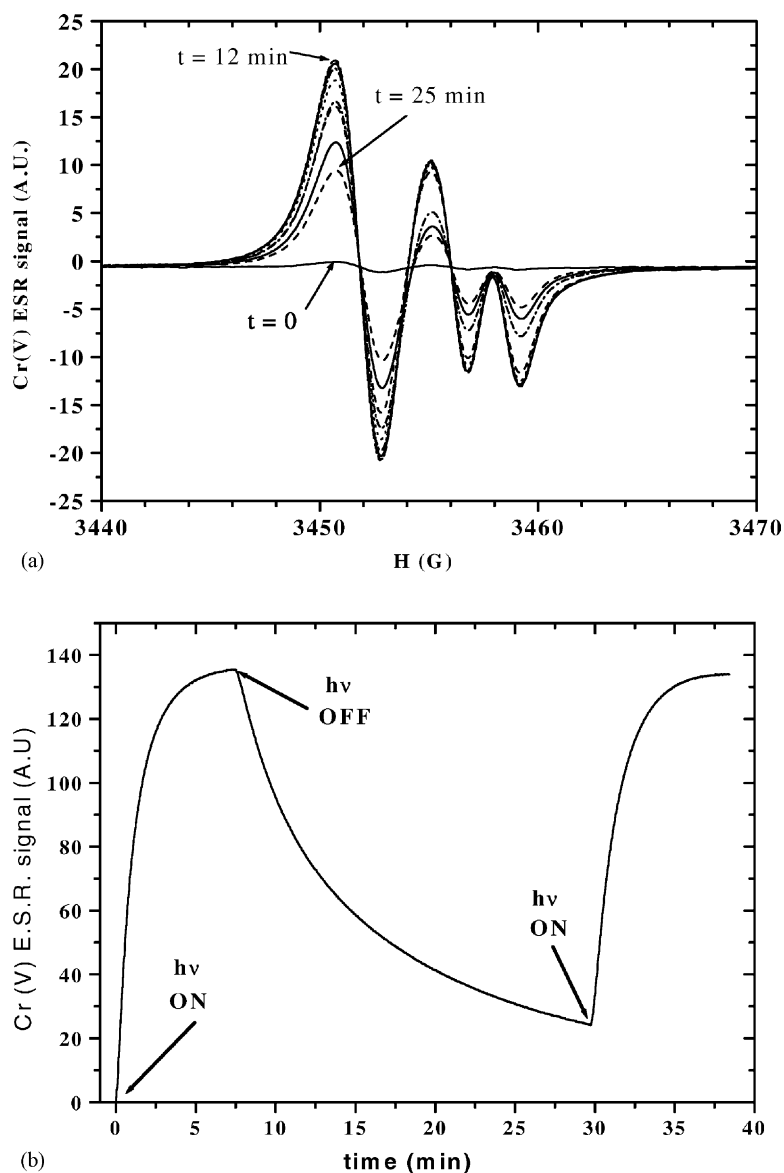 25
20
15
10
5
0
-5
-10
-15
-20
-25
Cr(V) ESR signal (A.U.)
t = 12 min
t = 25 min
t = 0
3440 3450 3460 3470
(a)
H (G)
140
120
100
80
60
40
20
0
Cr(V) E.S.R. signal (A.U)
hν
OFF
hν
ON
hν
ON
0 5 10 15 20 25 30 35 40
(b)
time (min)